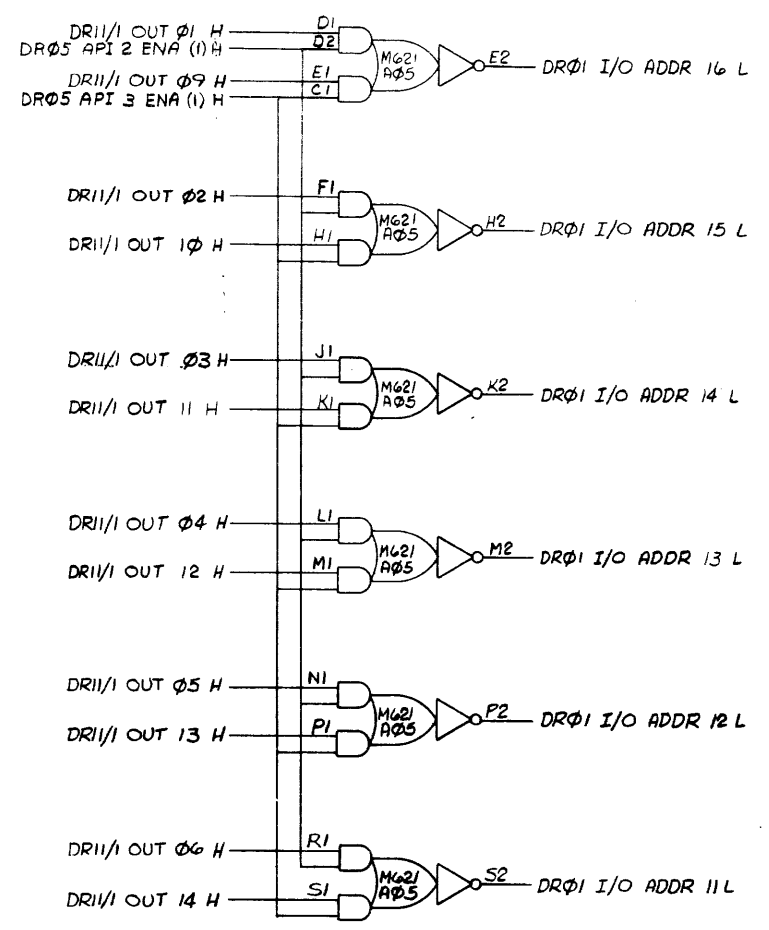 DR11/1 OUT Ø1 H D1
DRØ5 API 2 ENA (1) H D2
M621 AØ5 E2 DRØ1 I/O ADDR 16 L
DR11/1 OUT Ø9 H E1
DRØ5 API 3 ENA (1) H C1
DR11/1 OUT Ø2 H F1
M621 AØ5 H2 DRØ1 I/O ADDR 15 L
DR11/1 OUT 1Ø H H1
DR11/1 OUT Ø3 H J1
M621 AØ5 K2 DRØ1 I/O ADDR 14 L
DR11/1 OUT 11 H K1
DR11/1 OUT Ø4 H L1
M621 AØ5 M2 DRØ1 I/O ADDR 13 L
DR11/1 OUT 12 H M1
DR11/1 OUT Ø5 H N1
M621 AØ5 P2 DRØ1 I/O ADDR 12 L
DR11/1 OUT 13 H P1
DR11/1 OUT Ø6 H R1
M621 AØ5 S2 DRØ1 I/O ADDR 11 L
DR11/1 OUT 14 H S1